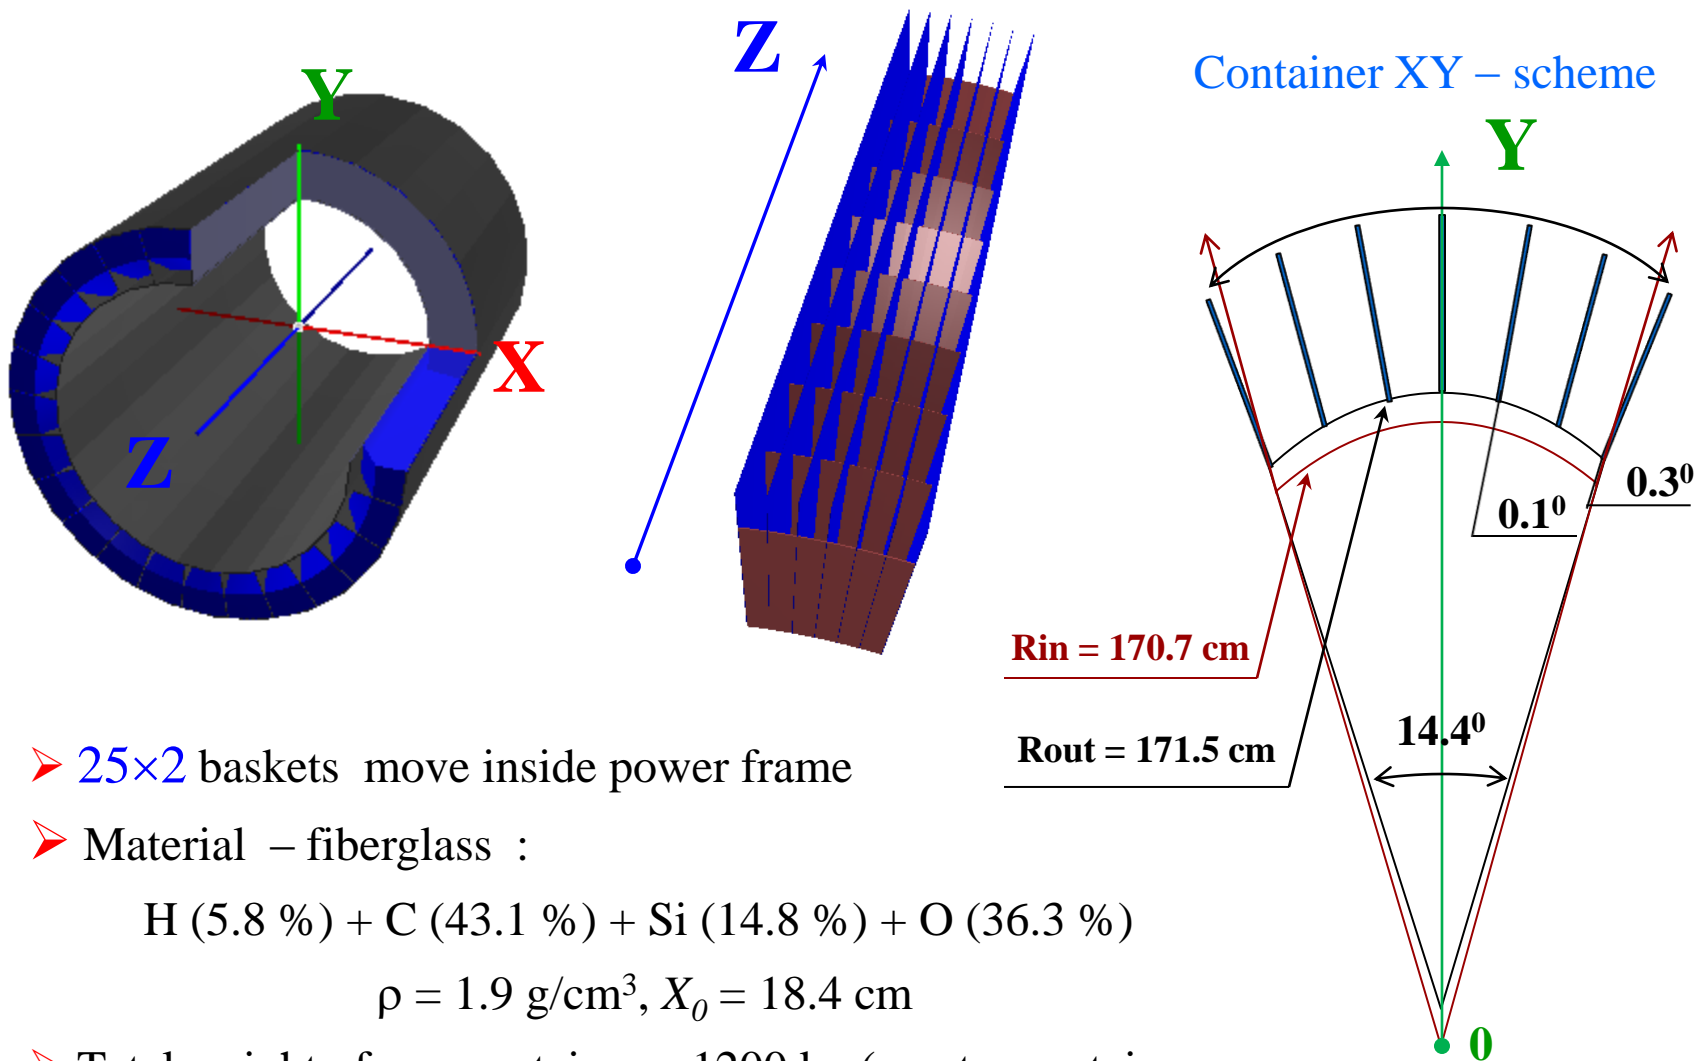 Y
X
Z
Z
Container XY – scheme
Y
0.3⁰
0.1⁰
Rin = 170.7 cm
Rout = 171.5 cm
14.4⁰
0
➢ 25×2 baskets move inside power frame
➢ Material – fiberglass :
H (5.8 %) + C (43.1 %) + Si (14.8 %) + O (36.3 %)
ρ = 1.9 g/cm³, X₀ = 18.4 cm